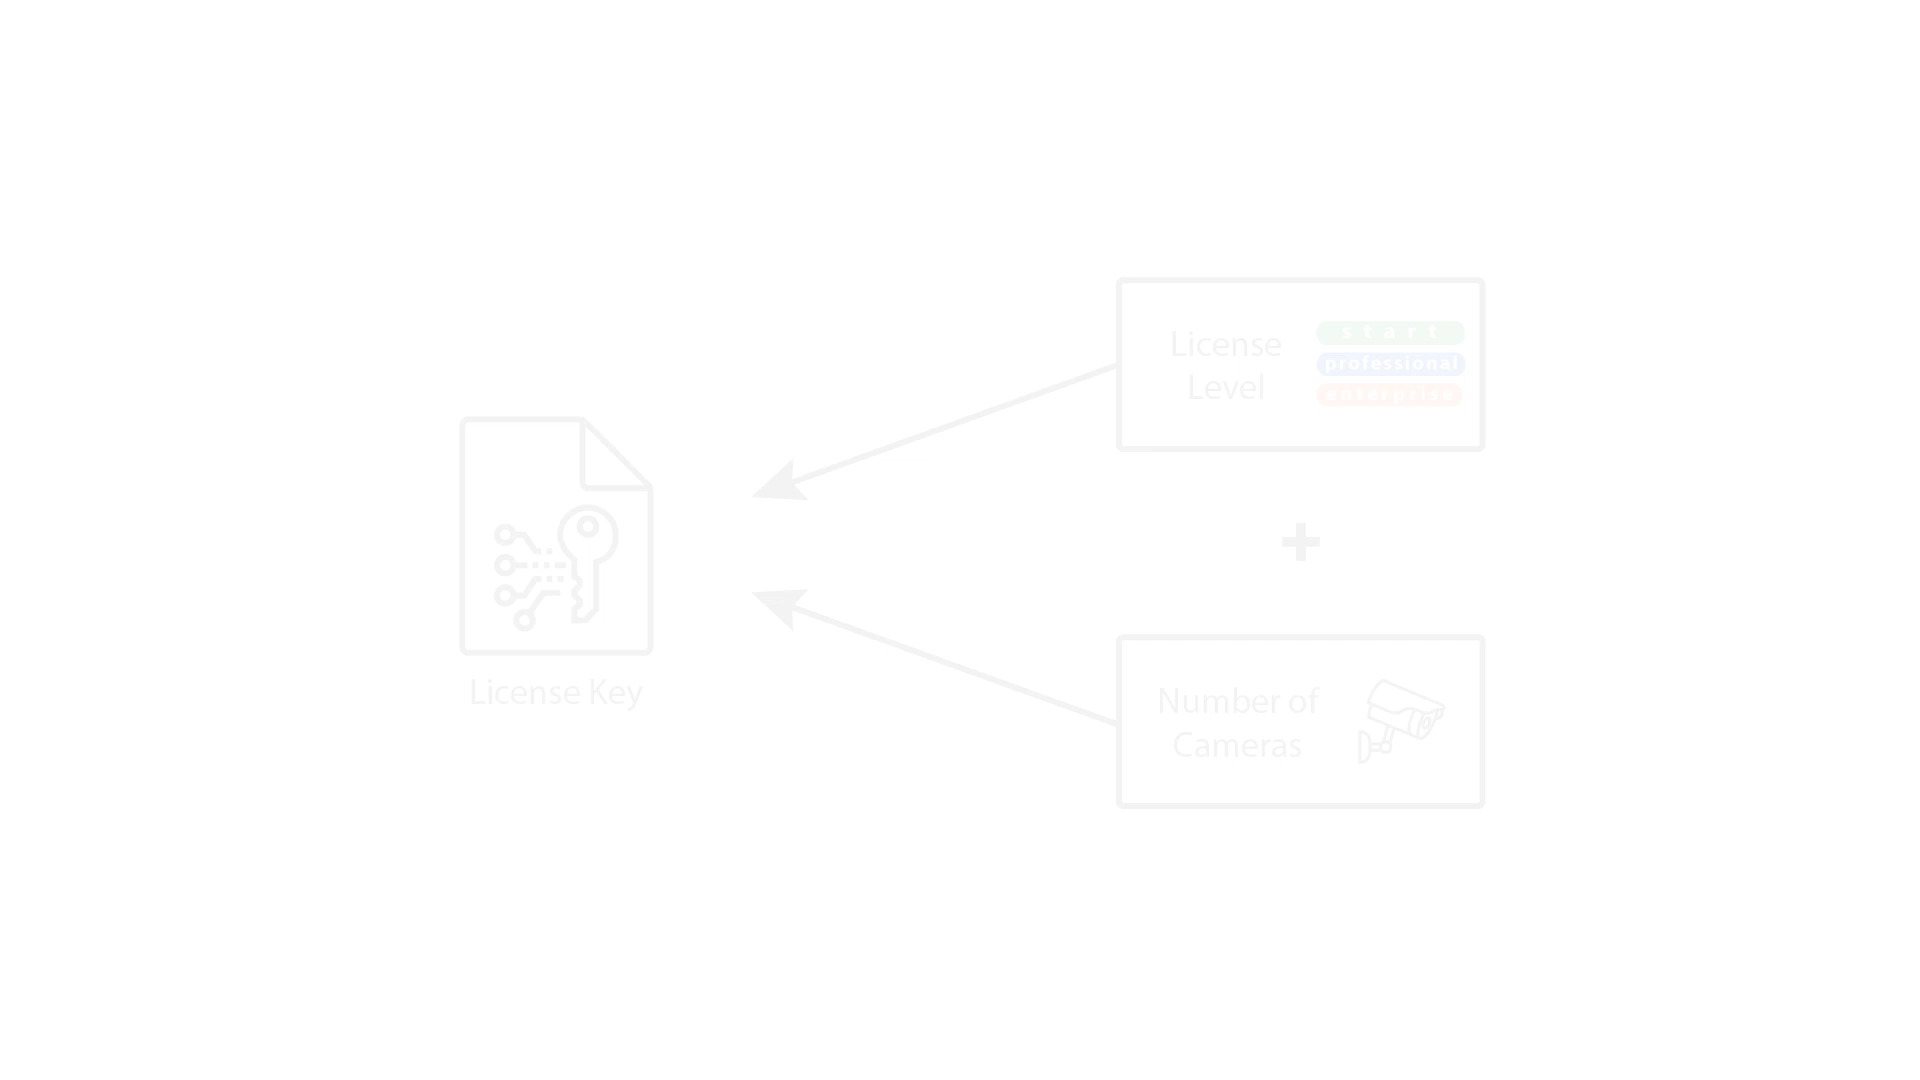 License
Level
start
professional
enterprise
License Key
Number of
Cameras